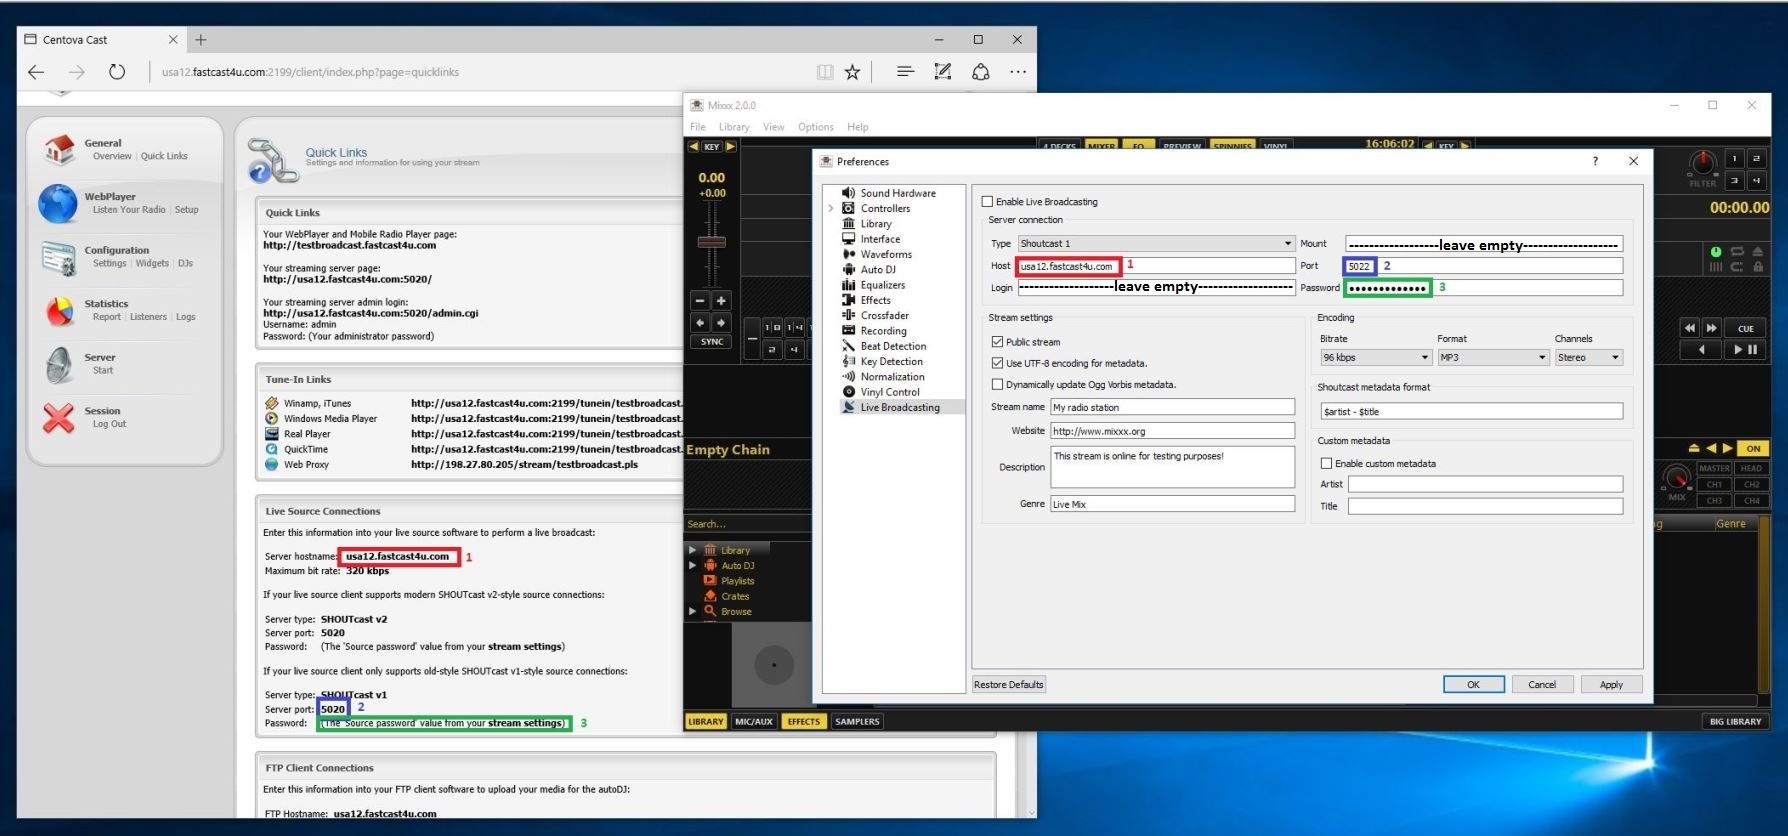 Centova Cast
usa12.fastcast4u.com:2199/client/index.php?page=quicklinks
General
Overview | Quick Links
WebPlayer
Listen Your Radio | Setup
Configuration
Settings | Widgets | DJs
Statistics
Report | Listeners | Logs
Server
Start
Session
Log Out
Quick Links
Settings and information for using your stream
Quick Links
Your WebPlayer and Mobile Radio Player page:
http://testbroadcast.fastcast4u.com
Your streaming server page:
http://usa12.fastcast4u.com:5020/
Your streaming server admin login:
http://usa12.fastcast4u.com:5020/admin.cgi
Username: admin
Password: (Your administrator password)
Tune-In Links
Winamp, iTunes http://usa12.fastcast4u.com:2199/tunein/testbroadcast.
Windows Media Player http://usa12.fastcast4u.com:2199/tunein/testbroadcast.
Real Player http://usa12.fastcast4u.com:2199/tunein/testbroadcast.
QuickTime http://usa12.fastcast4u.com:2199/tunein/testbroadcast.
Web Proxy http://198.27.80.205/stream/testbroadcast.pls
Live Source Connections
Enter this information into your live source software to perform a live broadcast:
Server hostname: usa12.fastcast4u.com 1
Maximum bit rate: 320 kbps
If your live source client supports modern SHOUTcast v2-style source connections:
Server type: SHOUTcast v2
Server port: 5020
Password: (The 'Source password' value from your stream settings)
If your live source client only supports old-style SHOUTcast v1-style source connections:
Server type: SHOUTcast v1
Server port: 5020 2
Password: (The 'Source password' value from your stream settings) 3
FTP Client Connections
Enter this information into your FTP client software to upload your media for the autoDJ:
FTP Hostname: usa12.fastcast4u.com
Mixxx 2.0.0
File Library View Options Help
KEY
4 DECKS MIXER EQ PREVIEW SPINNIES VINYL 16:06:02 KEY
0.00
+0.00
SYNC
Empty Chain
Search...
Library
Auto DJ
Playlists
Crates
Browse
LIBRARY MIC/AUX EFFECTS SAMPLERS
BIG LIBRARY
FILTER
1 2
3 4
00:00.00
CUE
ON
MASTER HEAD
MIX CH1 CH2
CH3 CH4
Genre
Preferences
?
Sound Hardware
Controllers
Library
Interface
Waveforms
Auto DJ
Equalizers
Effects
Crossfader
Recording
Beat Detection
Key Detection
Normalization
Vinyl Control
Live Broadcasting
Enable Live Broadcasting
Server connection
Type Shoutcast 1 Mount -------------------leave empty--------------------
Host usa12.fastcast4u.com 1 Port 5022 2
Login --------------------leave empty-------------------- Password ●●●●●●●●●●●●● 3
Stream settings
Public stream
Use UTF-8 encoding for metadata.
Dynamically update Ogg Vorbis metadata.
Stream name My radio station
Website http://www.mixxx.org
Description This stream is online for testing purposes!
Genre Live Mix
Encoding
Bitrate Format Channels
96 kbps MP3 Stereo
Shoutcast metadata format
$artist - $title
Custom metadata
Enable custom metadata
Artist
Title
Restore Defaults OK Cancel Apply